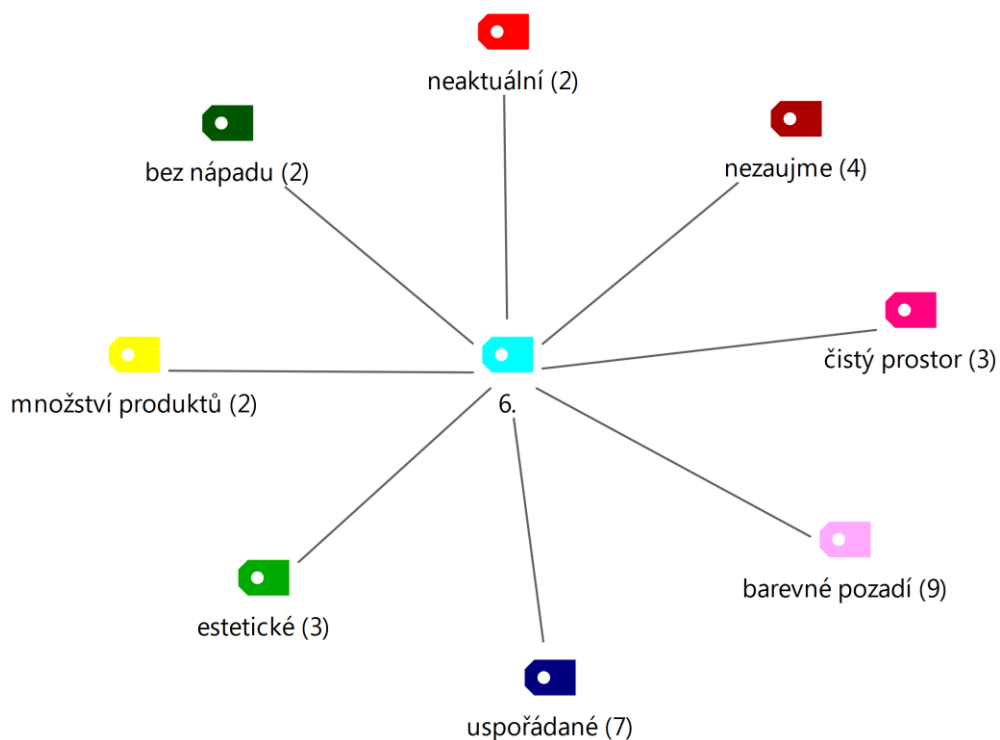 neaktuální (2)
bez nápadu (2)
nezaujme (4)
čistý prostor (3)
množství produktů (2)
6.
barevné pozadí (9)
estetické (3)
uspořádané (7)